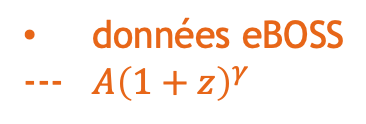 • données eBOSS
--- A(1 + z)^γ